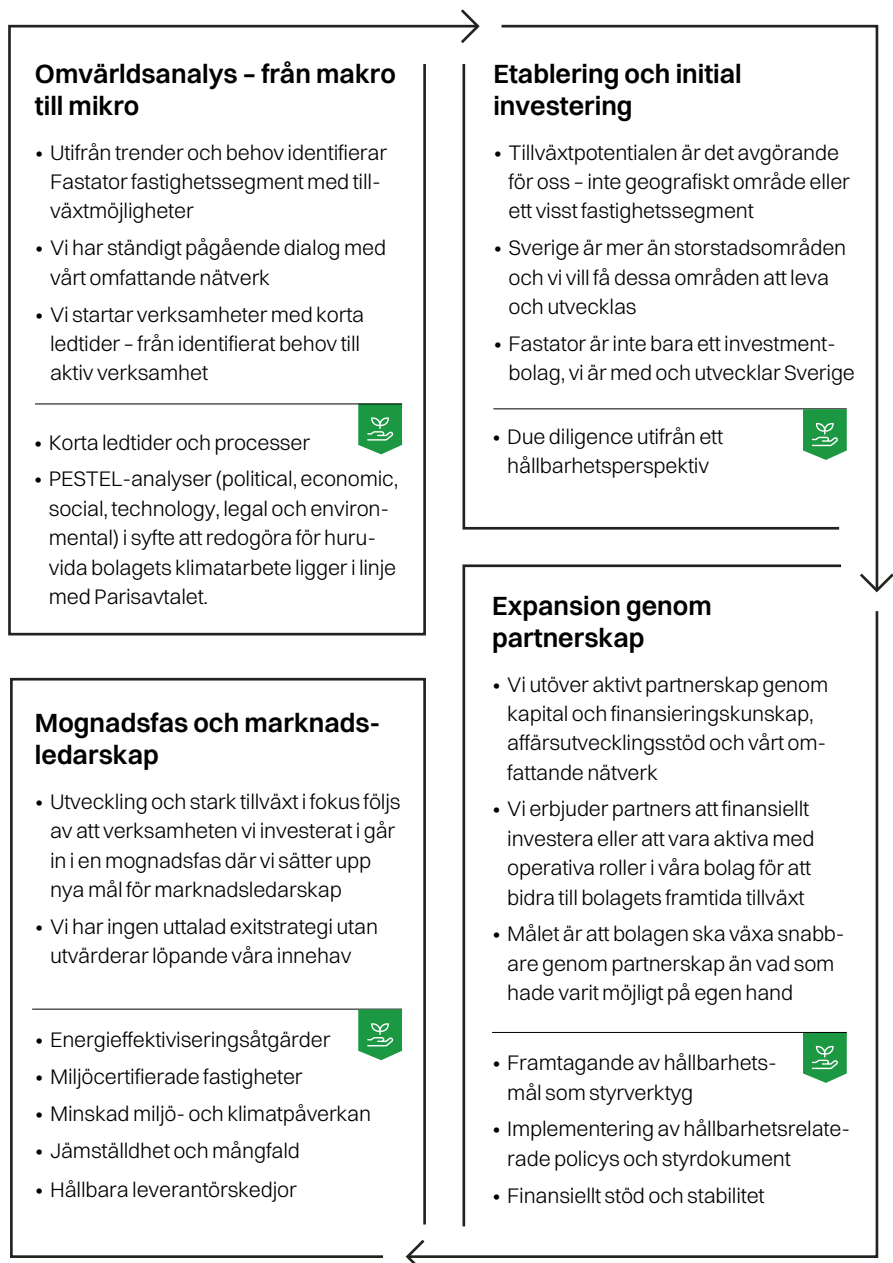 Omvärldsanalys – från makro
till mikro
• Utifrån trender och behov identifierar
Fastator fastighetssegment med till-
växtmöjligheter
• Vi har ständigt pågående dialog med
vårt omfattande nätverk
• Vi startar verksamheter med korta
ledtider – från identifierat behov till
aktiv verksamhet
• Korta ledtider och processer
• PESTEL-analyser (political, economic,
social, technology, legal och environ-
mental) i syfte att redogöra för huru-
vida bolagets klimatarbete ligger i linje
med Parisavtalet.
Etablering och initial
investering
• Tillväxtpotentialen är det avgörande
för oss – inte geografiskt område eller
ett visst fastighetssegment
• Sverige är mer än storstadsområden
och vi vill få dessa områden att leva
och utvecklas
• Fastator är inte bara ett investment-
bolag, vi är med och utvecklar Sverige
• Due diligence utifrån ett
hållbarhetsperspektiv
Expansion genom
partnerskap
• Vi utöver aktivt partnerskap genom
kapital och finansieringskunskap,
affärsutvecklingsstöd och vårt om-
fattande nätverk
• Vi erbjuder partners att finansiellt
investera eller att vara aktiva med
operativa roller i våra bolag för att
bidra till bolagets framtida tillväxt
• Målet är att bolagen ska växa snabb-
are genom partnerskap än vad som
hade varit möjligt på egen hand
• Framtagande av hållbarhets-
mål som styrverktyg
• Implementering av hållbarhetsrelate-
rade policys och styrdokument
• Finansiellt stöd och stabilitet
Mognadsfas och marknads-
ledarskap
• Utveckling och stark tillväxt i fokus följs
av att verksamheten vi investerat i går
in i en mognadsfas där vi sätter upp
nya mål för marknadsledarskap
• Vi har ingen uttalad exitstrategi utan
utvärderar löpande våra innehav
• Energieffektiviseringsåtgärder
• Miljöcertifierade fastigheter
• Minskad miljö- och klimatpåverkan
• Jämställdhet och mångfald
• Hållbara leverantörskedjor